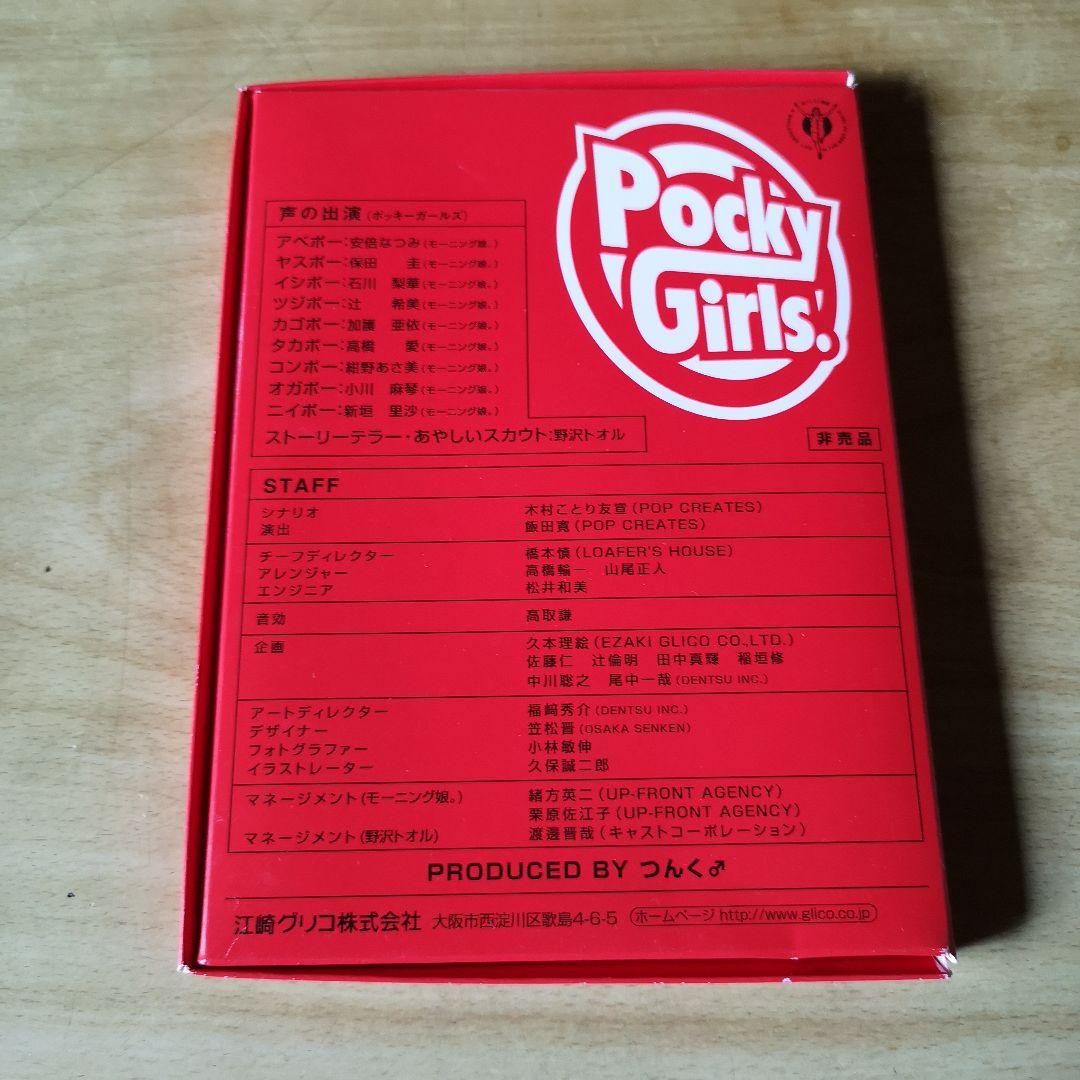 Pocky
Girls.
声の出演(ポッキーガールズ)
アベポー:安倍なつみ(モーニング娘。)
ヤスポー:保田 圭(モーニング娘。)
イシポー:石川 梨華(モーニング娘。)
ツジポー:辻 希美(モーニング娘。)
カゴポー:加護 亜依(モーニング娘。)
タカポー:高橋 愛(モーニング娘。)
コンポー:紺野あさ美(モーニング娘。)
オガポー:小川 麻琴(モーニング娘。)
ニイポー:新垣 里沙(モーニング娘。)
ストーリーテラー・あやしいスカウト:野沢トオル
非売品
STAFF
シナリオ 木村ことり友宣(POP CREATES)
演出 飯田寛(POP CREATES)
チーフディレクター 橋本慎(LOAFER'S HOUSE)
アレンジャー 高橋輪一 山尾正人
エンジニア 松井和美
音効 高取謙
企画 久本理絵(EZAKI GLICO CO.,LTD.)
佐藤仁 辻倫明 田中真輝 稲垣修
中川聡之 尾中一哉(DENTSU INC.)
アートディレクター 福﨑秀介(DENTSU INC.)
デザイナー 笠松晋(OSAKA SENKEN)
フォトグラファー 小林敏伸
イラストレーター 久保誠二郎
マネージメント(モーニング娘。) 緒方英二(UP-FRONT AGENCY)
栗原佐江子(UP-FRONT AGENCY)
マネージメント(野沢トオル) 渡邊晋哉(キャストコーポレーション)
PRODUCED BY つんく♂
江崎グリコ株式会社 大阪市西淀川区歌島4-6-5 ホームページ http://www.glico.co.jp